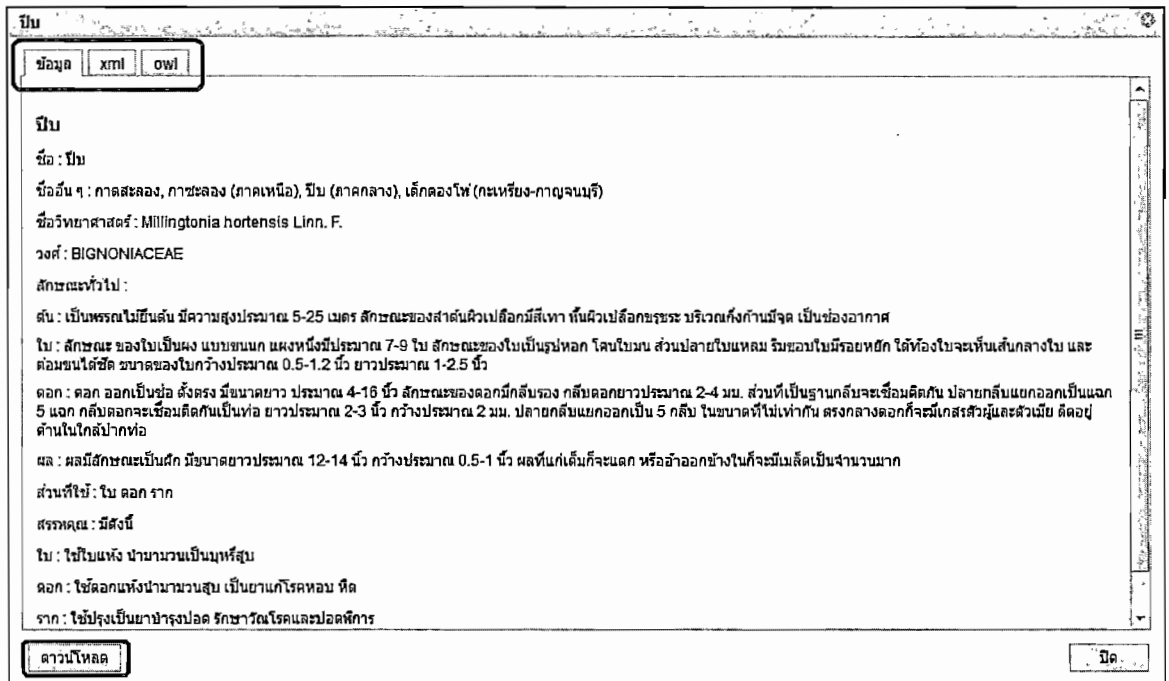 ปีบ
ข้อมูล xml owl
ปีบ
ชื่อ : ปีบ
ชื่ออื่น ๆ : กาดสะลอง, กาซะลอง (ภาคเหนือ), ปีบ (ภาคกลาง), เต็กตองโพ่ (กะเหรี่ยง-กาญจนบุรี)
ชื่อวิทยาศาสตร์ : Millingtonia hortensis Linn. F.
วงศ์ : BIGNONIACEAE
ลักษณะทั่วไป :
ต้น : เป็นพรรณไม้ยืนต้น มีความสูงประมาณ 5-25 เมตร ลักษณะของลำต้นผิวเปลือกมีสีเทา พื้นผิวเปลือกขรุขระ บริเวณกิ่งก้านมีจุด เป็นช่องอากาศ
ใบ : ลักษณะ ของใบเป็นผง แบบขนนก แผงหนึ่งมีประมาณ 7-9 ใบ ลักษณะของใบเป็นรูปหอก โคนใบมน ส่วนปลายใบแหลม ริมขอบใบมีรอยหยัก ใต้ท้องใบจะเห็นเส้นกลางใบ และ
ต่อมขนได้ชัด ขนาดของใบกว้างประมาณ 0.5-1.2 นิ้ว ยาวประมาณ 1-2.5 นิ้ว
ดอก : ดอก ออกเป็นช่อ ตั้งตรง มีขนาดยาว ประมาณ 4-16 นิ้ว ลักษณะของดอกมีกลีบรอง กลีบดอกยาวประมาณ 2-4 มม. ส่วนที่เป็นฐานกลีบจะเชื่อมติดกัน ปลายกลีบแยกออกเป็นแฉก
5 แฉก กลีบดอกจะเชื่อมติดกันเป็นท่อ ยาวประมาณ 2-3 นิ้ว กว้างประมาณ 2 มม. ปลายกลีบแยกออกเป็น 5 กลีบ ในขนาดที่ไม่เท่ากัน ตรงกลางดอกก็จะมีเกสรตัวผู้และตัวเมีย ติดอยู่
ด้านในใกล้ปากท่อ
ผล : ผลมีลักษณะเป็นฝัก มีขนาดยาวประมาณ 12-14 นิ้ว กว้างประมาณ 0.5-1 นิ้ว ผลที่แก่เต็มก็จะแตก หรืออ้าออกข้างในก็จะมีเมล็ดเป็นจำนวนมาก
ส่วนที่ใช้ : ใบ ดอก ราก
สรรพคุณ : มีดังนี้
ใบ : ใช้ใบแห้ง นำมามวนเป็นบุหรี่สูบ
ดอก : ใช้ดอกแห้งนำมามวนสูบ เป็นยาแก้โรคหอบ หืด
ราก : ใช้ปรุงเป็นยาบำรุงปอด รักษาวัณโรคและปอดพิการ
ดาวน์โหลด ปิด